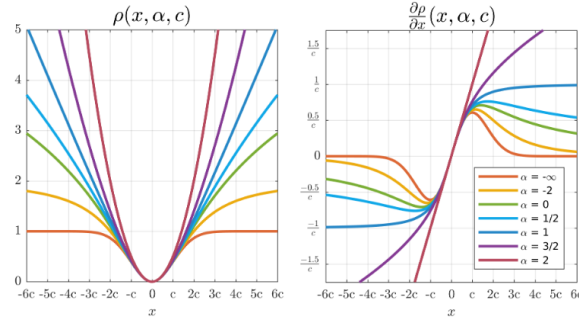 ρ(x, α, c)
5
4
3
2
1
0
-6c -5c -4c -3c -2c -c 0 c 2c 3c 4c 5c 6c
x
∂ρ/∂x (x, α, c)
1.5/c
1/c
0.5/c
0
-0.5/c
-1/c
-1.5/c
α = -∞
α = -2
α = 0
α = 1/2
α = 1
α = 3/2
α = 2
-6c -5c -4c -3c -2c -c 0 c 2c 3c 4c 5c 6c
x